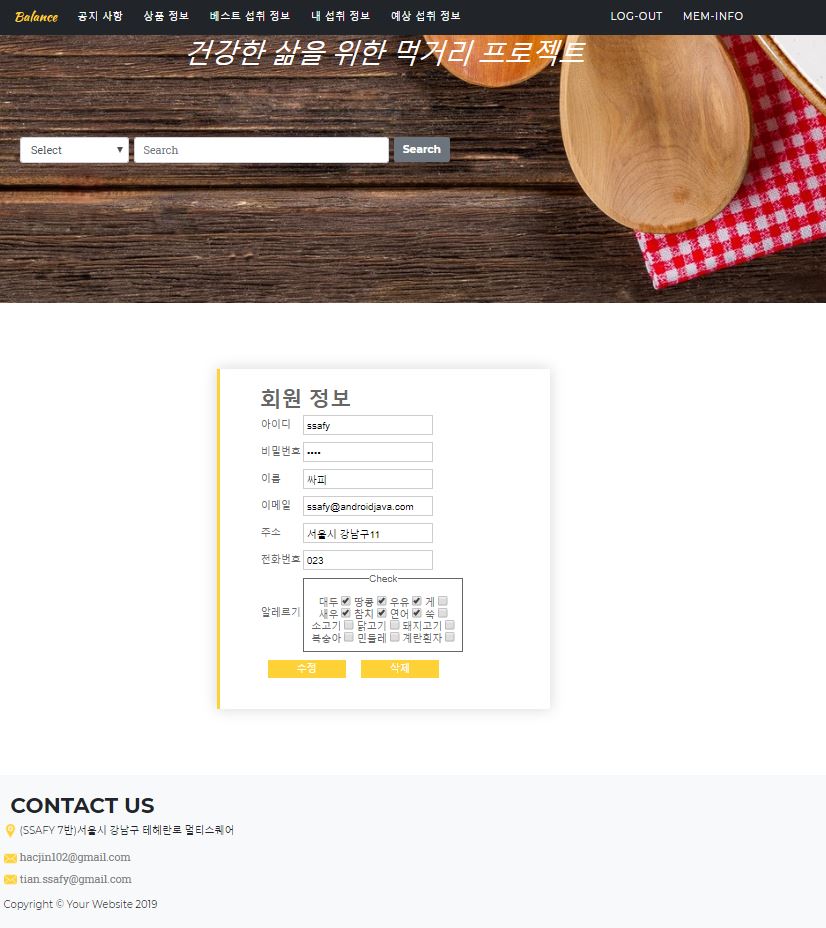 Balance 공지 사항 상품 정보 베스트 섭취 정보 내 섭취 정보 예상 섭취 정보 LOG-OUT MEM-INFO
건강한 삶을 위한 먹거리 프로젝트
Select Search Search
회원 정보
아이디 ssafy
비밀번호 ••••
이름 싸피
이메일 ssafy@androidjava.com
주소 서울시 강남구11
전화번호 023
Check
알레르기
대두 땅콩 우유 게
새우 참치 연어 쑥
소고기 닭고기 돼지고기
복숭아 민들레 계란흰자
수정 삭제
CONTACT US
(SSAFY 7반)서울시 강남구 테헤란로 멀티스퀘어
hacjin102@gmail.com
tian.ssafy@gmail.com
Copyright © Your Website 2019